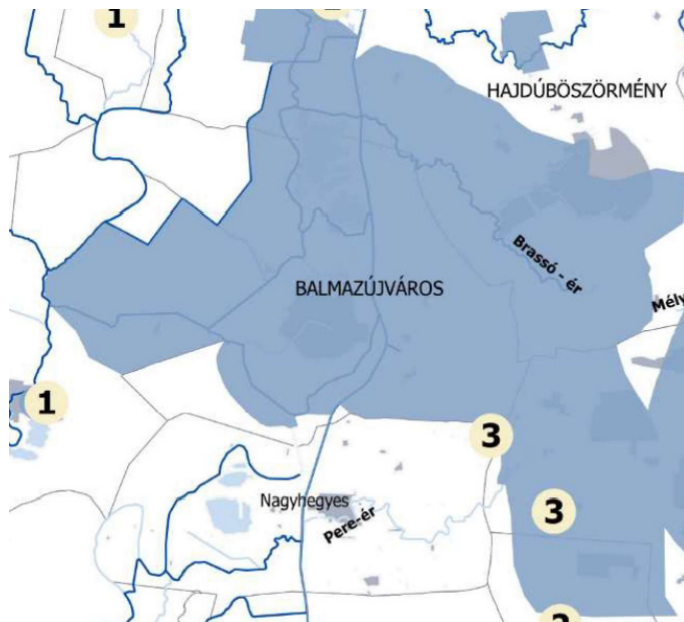 1
HAJDÚBÖSZÖRMÉNY
Brassó - ér
BALMAZÚJVÁROS
Mély
1
3
Nagyhegyes
3
Pere-ér